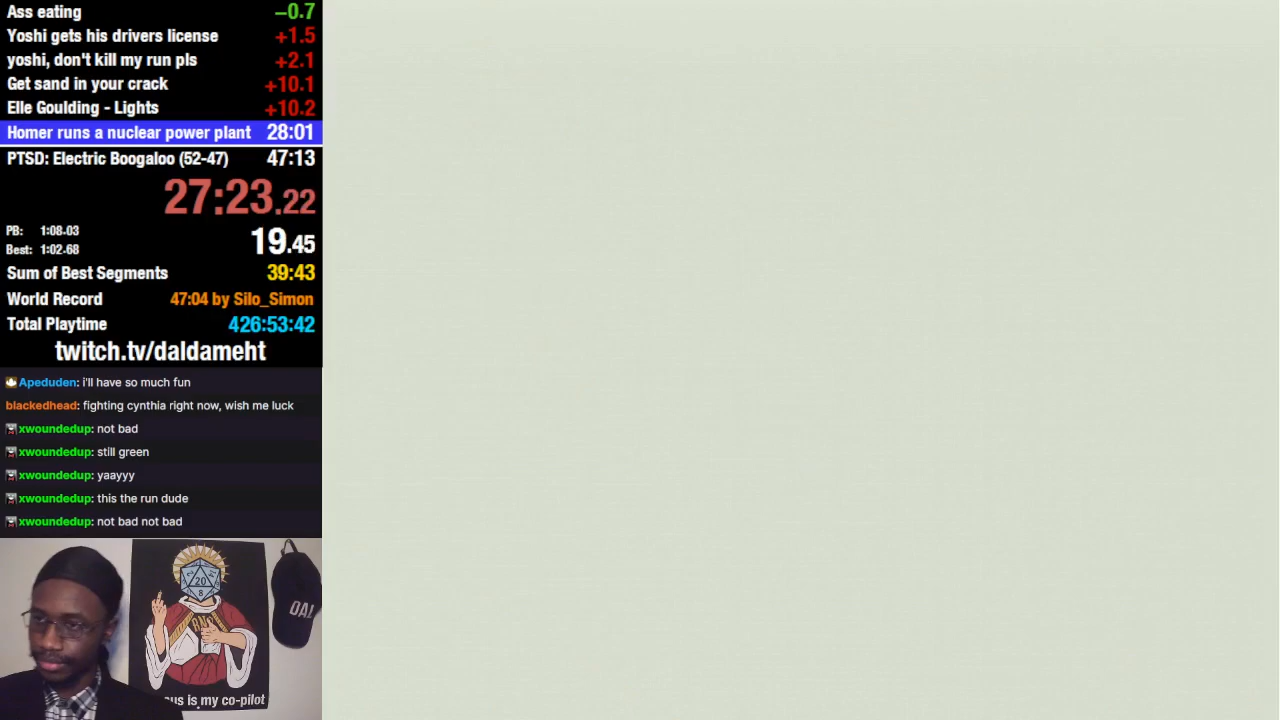 Ass eating −0.7
Yoshi gets his drivers license +1.5
yoshi, don't kill my run pls +2.1
Get sand in your crack +10.1
Elle Goulding - Lights +10.2
Homer runs a nuclear power plant 28:01
PTSD: Electric Boogaloo (52-47) 47:13
27:23.22
PB: 1:08.03
Best: 1:02.68
19.45
Sum of Best Segments 39:43
World Record 47:04 by Silo_Simon
Total Playtime 426:53:42
twitch.tv/daldameht
Apeduden: i'll have so much fun
blackedhead: fighting cynthia right now, wish me luck
xwoundedup: not bad
xwoundedup: still green
xwoundedup: yaayyy
xwoundedup: this the run dude
xwoundedup: not bad not bad
20
8
us is my co-pilot